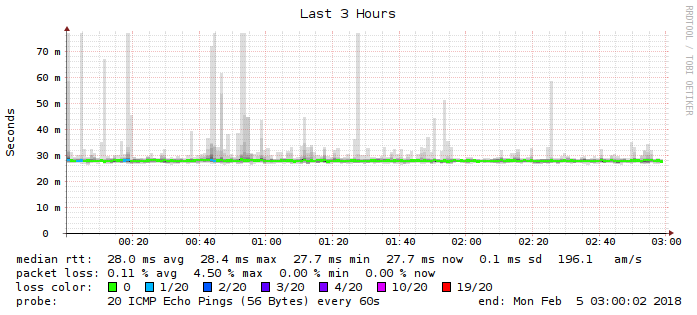 Last 3 Hours
RRDTOOL / TOBI OETIKER
Seconds
70 m
60 m
50 m
40 m
30 m
20 m
10 m
0
00:20 00:40 01:00 01:20 01:40 02:00 02:20 02:40 03:00
median rtt: 28.0 ms avg 28.4 ms max 27.7 ms min 27.7 ms now 0.1 ms sd 196.1 am/s
packet loss: 0.11 % avg 4.50 % max 0.00 % min 0.00 % now
loss color: 0 1/20 2/20 3/20 4/20 10/20 19/20
probe: 20 ICMP Echo Pings (56 Bytes) every 60s end: Mon Feb 5 03:00:02 2018